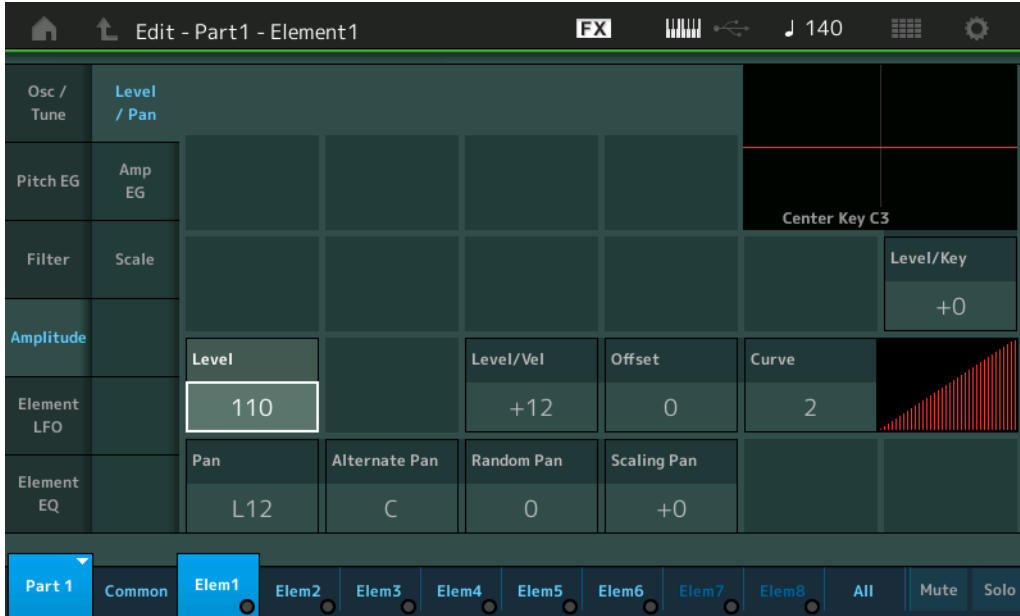 Edit - Part1 - Element1 FX 140
Osc /
Tune
Level
/ Pan
Pitch EG
Amp
EG
Center Key C3
Filter
Scale
Level/Key
+0
Amplitude
Level
Level/Vel
Offset
Curve
110
+12
0
2
Element
LFO
Pan
Alternate Pan
Random Pan
Scaling Pan
L12
C
0
+0
Element
EQ
Part 1 Common Elem1 Elem2 Elem3 Elem4 Elem5 Elem6 Elem7 Elem8 All Mute Solo